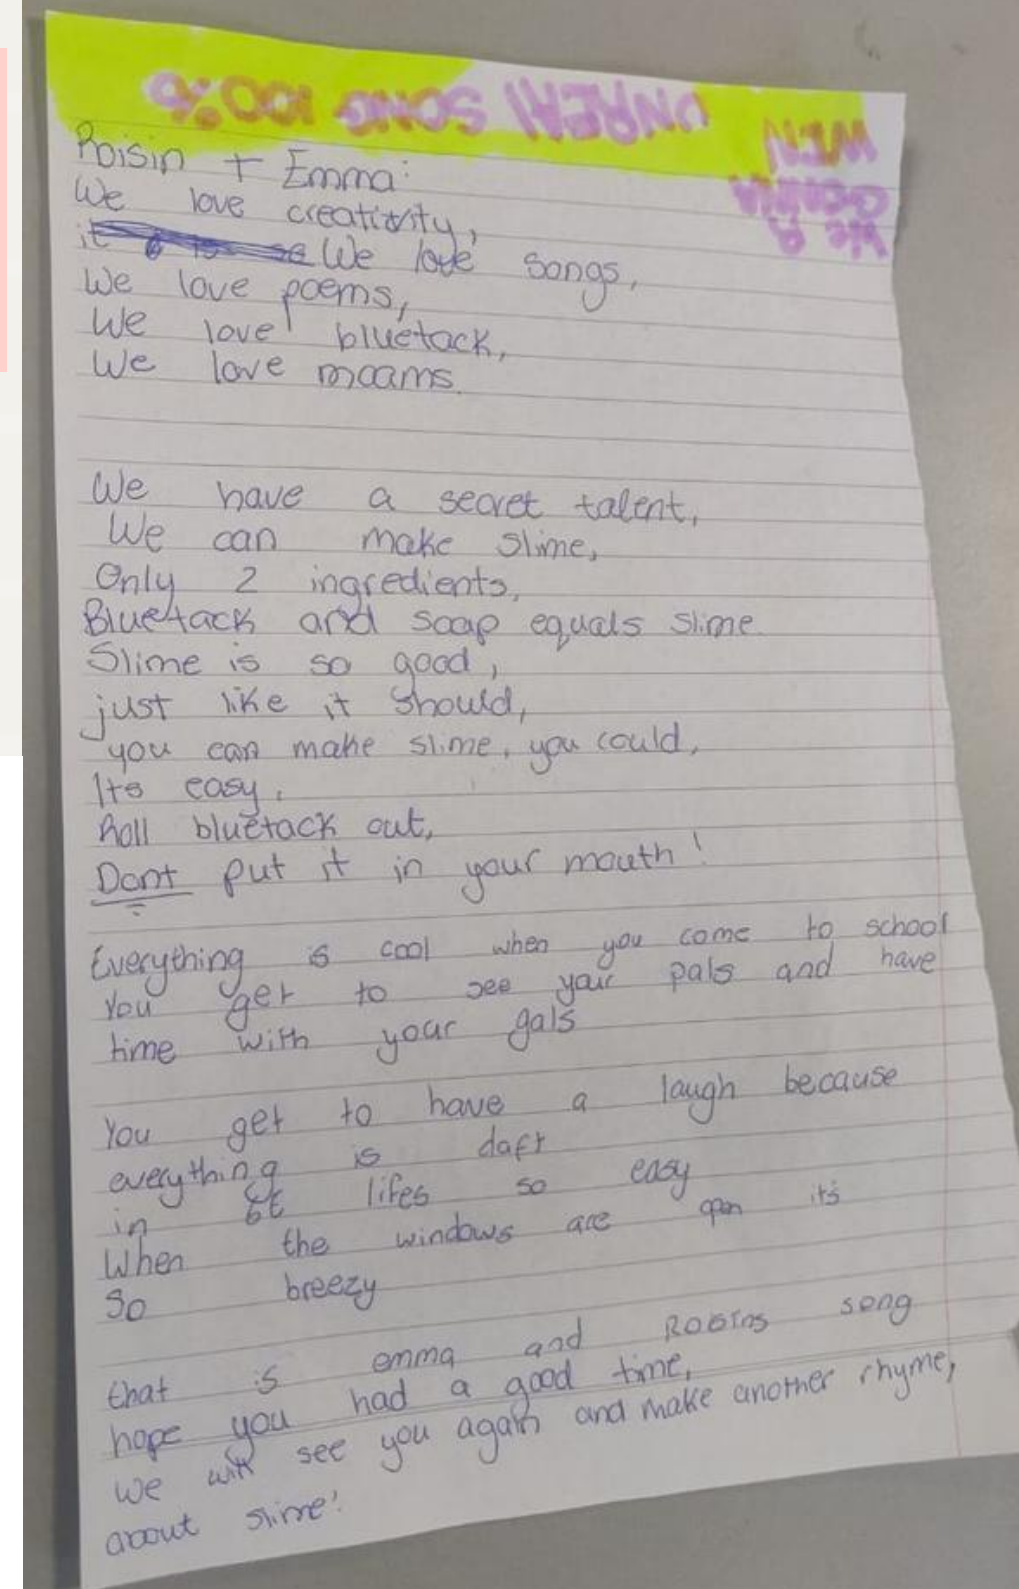 UNREAL SONG 100%
We R
GONNA
WIN
Roisin + Emma:
We love creativity,
it We love songs,
We love poems,
We love bluetack,
We love maoms.
We have a secret talent,
We can make slime,
Only 2 ingredients,
Bluetack and soap equals slime.
Slime is so good,
just like it should,
you can make slime, you could,
Its easy.
Roll bluetack out,
Dont put it in your mouth!
Everything is cool when you come to school
You get to see your pals and have
time with your gals
You get to have a laugh because
everything is daft
in lifes so easy
When the windows are open it's
So breezy
that is emma and Roisins song
hope you had a good time,
we will see you again and make another rhyme,
about slime!